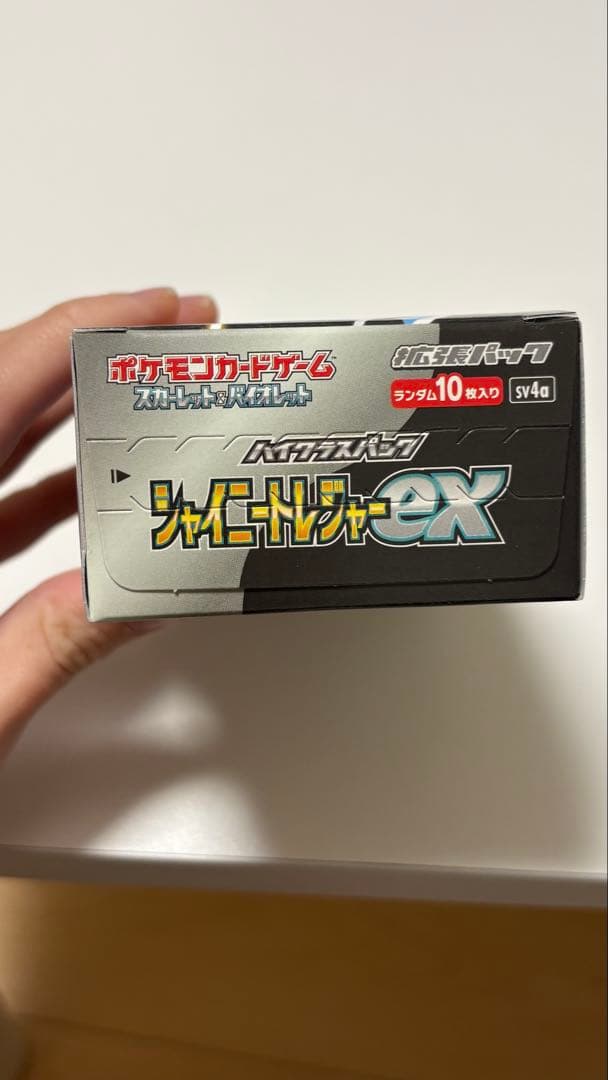 ポケモンカードゲーム
スカーレット&バイオレット
拡張パック
ランダム10枚入り
SV4a
ハイクラスパック
シャイニートレジャーex